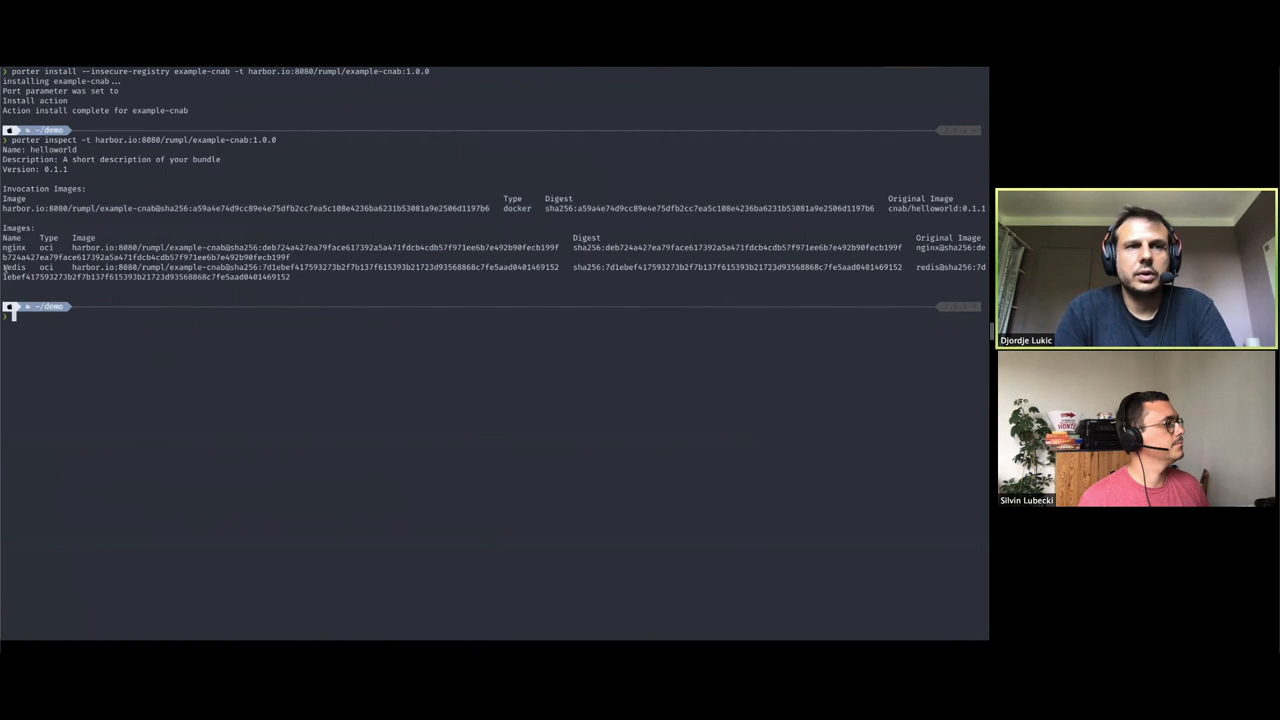 ❯ porter install --insecure-registry example-cnab -t harbor.io:8080/rumpl/example-cnab:1.0.0
installing example-cnab...
Port parameter was set to
Install action
Action install complete for example-cnab
~/demo
❯ porter inspect -t harbor.io:8080/rumpl/example-cnab:1.0.0
Name: helloworld
Description: A short description of your bundle
Version: 0.1.1
Invocation Images:
Image Type Digest Original Image
harbor.io:8080/rumpl/example-cnab@sha256:a59a4e74d9cc89e4e75dfb2cc7ea5c108e4236ba6231b53081a9e2506d1197b6 docker sha256:a59a4e74d9cc89e4e75dfb2cc7ea5c108e4236ba6231b53081a9e2506d1197b6 cnab/helloworld:0.1.1
Images:
Name Type Image Digest Original Image
nginx oci harbor.io:8080/rumpl/example-cnab@sha256:deb724a427ea79face617392a5a471fdcb4cdb57f971ee6b7e492b90fecb199f sha256:deb724a427ea79face617392a5a471fdcb4cdb57f971ee6b7e492b90fecb199f nginx@sha256:de
b724a427ea79face617392a5a471fdcb4cdb57f971ee6b7e492b90fecb199f
redis oci harbor.io:8080/rumpl/example-cnab@sha256:7d1ebef417593273b2f7b137f615393b21723d93568868c7fe5aad0401469152 sha256:7d1ebef417593273b2f7b137f615393b21723d93568868c7fe5aad0401469152 redis@sha256:7d
1ebef417593273b2f7b137f615393b21723d93568868c7fe5aad0401469152
~/demo
❯
Djordje Lukic
Silvin Lubecki